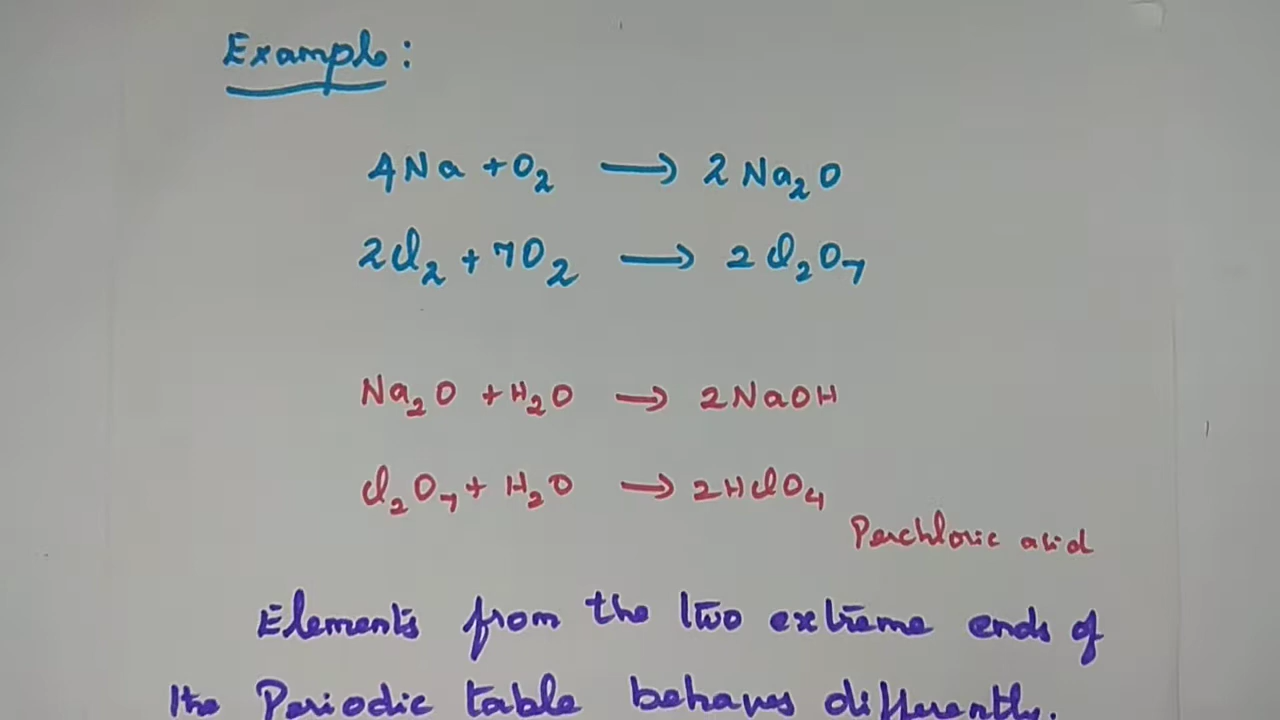 Example:
4Na + O₂ ⟶ 2Na₂O
2Cl₂ + 7O₂ ⟶ 2Cl₂O₇
Na₂O + H₂O → 2NaOH
Cl₂O₇ + H₂O → 2HClO₄
Perchloric acid
Elements from the two extreme ends of
the Periodic table behaves differently.